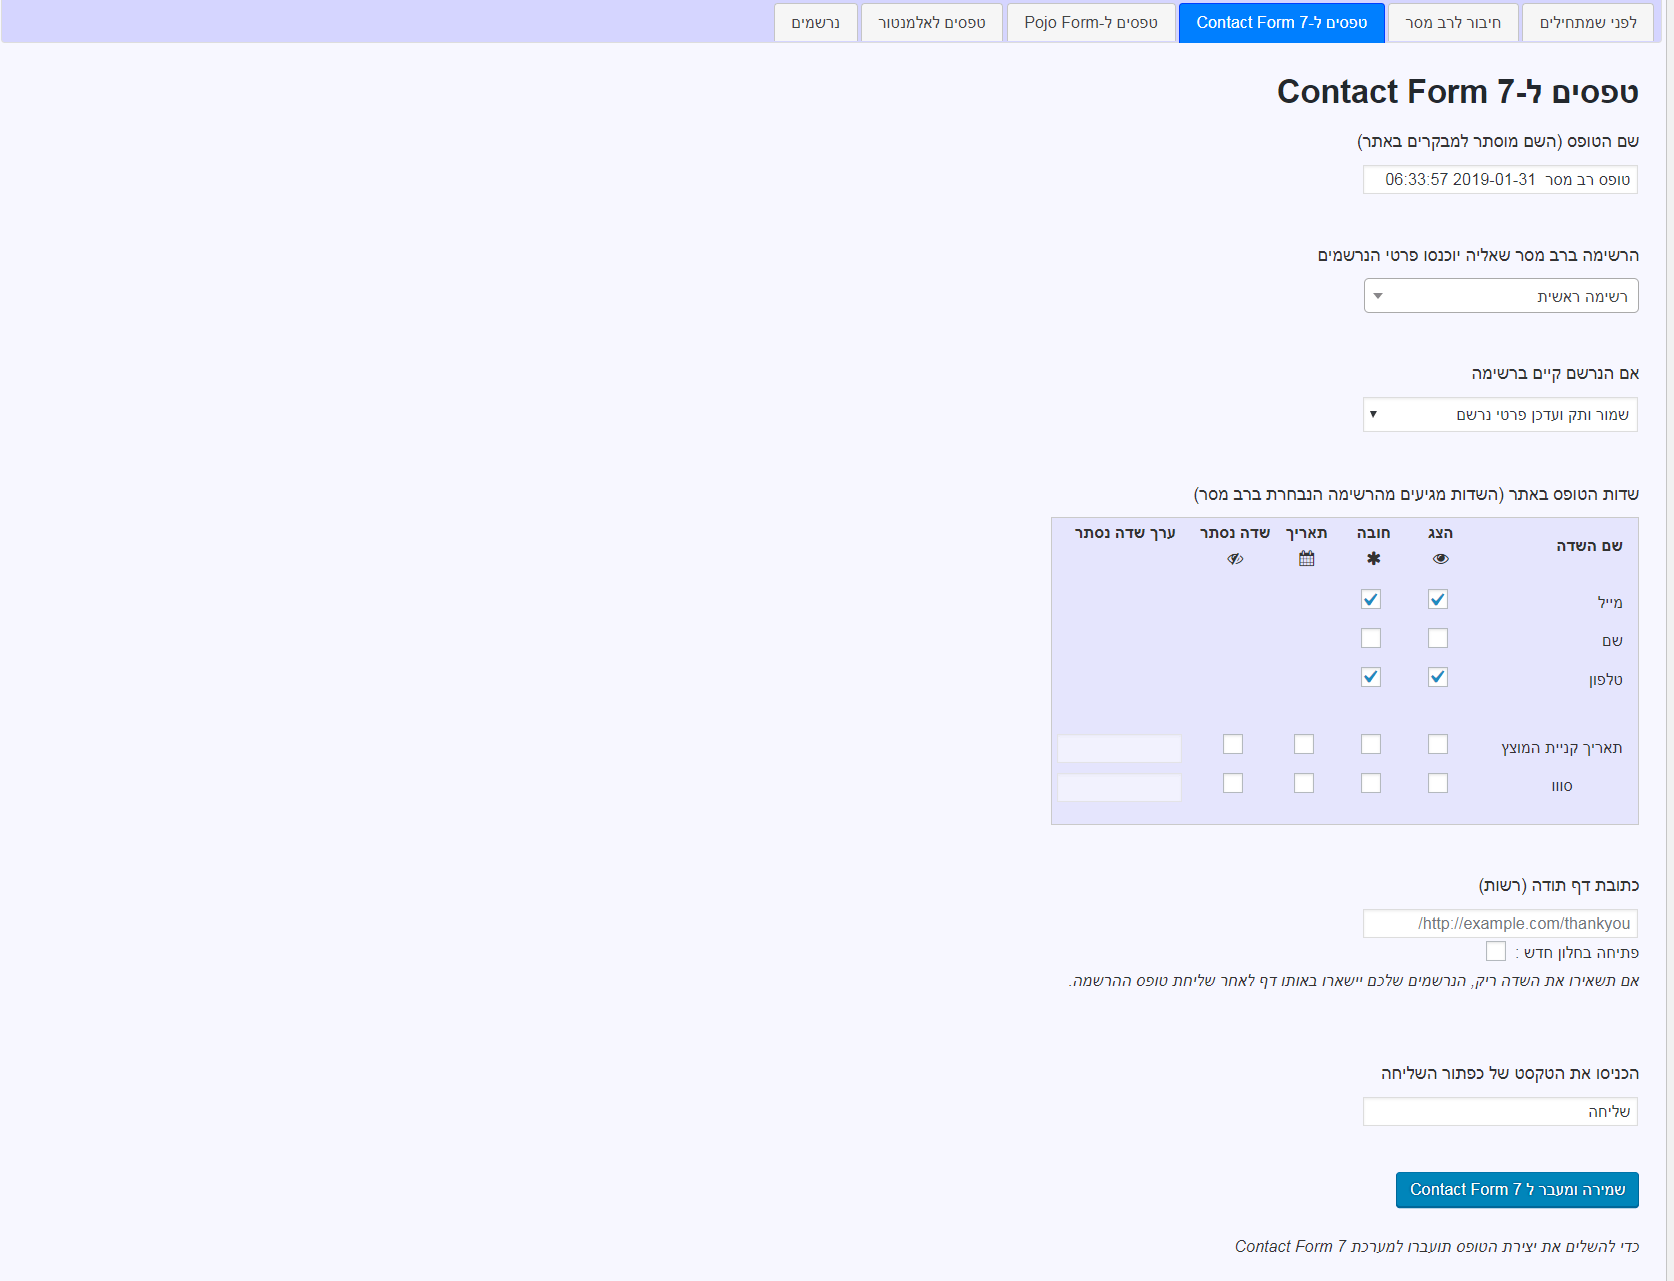 לפני שמתחילים
חיבור לרב מסר
טפסים ל-Contact Form 7
טפסים ל-Pojo Form
טפסים לאלמנטור
נרשמים
טפסים ל-Contact Form 7
שם הטופס (השם מוסתר למבקרים באתר)
טופס רב מסר 2019-01-31 06:33:57
הרשימה ברב מסר שאליה יוכנסו פרטי הנרשמים
רשימה ראשית
אם הנרשם קיים ברשימה
שמור ותק ועדכן פרטי נרשם
שדות הטופס באתר (השדות מגיעים מהרשימה הנבחרת ברב מסר)
שם השדה הצג חובה תאריך שדה נסתר ערך שדה נסתר
מייל
שם
טלפון
תאריך קניית המוצץ
סווו
כתובת דף תודה (רשות)
http://example.com/thankyou/
פתיחה בחלון חדש :
אם תשאירו את השדה ריק, הנרשמים שלכם יישארו באותו דף לאחר שליחת טופס ההרשמה.
הכניסו את הטקסט של כפתור השליחה
שליחה
שמירה ומעבר ל Contact Form 7
כדי להשלים את יצירת הטופס תועברו למערכת Contact Form 7